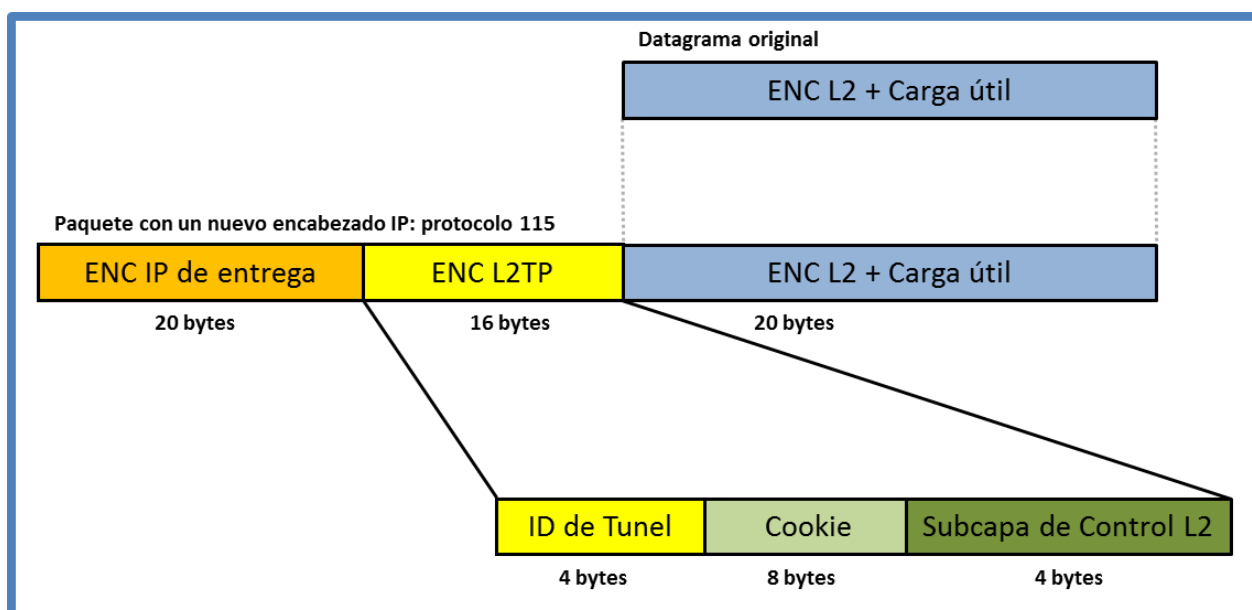 Datagrama original
ENC L2 + Carga útil
Paquete con un nuevo encabezado IP: protocolo 115
ENC IP de entrega
ENC L2TP
ENC L2 + Carga útil
20 bytes
16 bytes
20 bytes
ID de Tunel
Cookie
Subcapa de Control L2
4 bytes
8 bytes
4 bytes